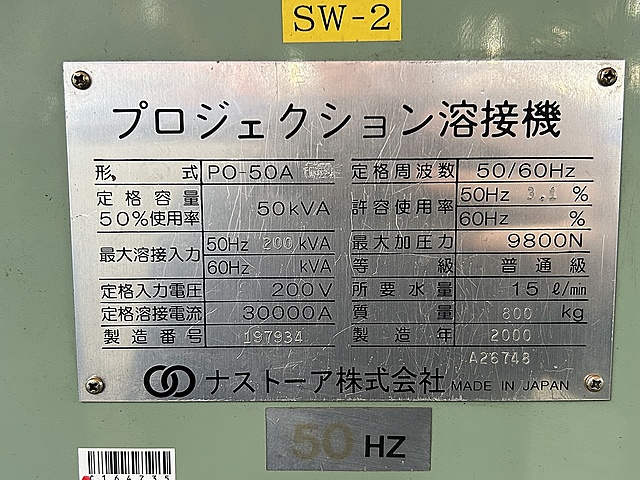 SW-2
プロジェクション溶接機
形式 PO-50A
定格容量 50%使用率 50kVA
最大溶接入力 50Hz 200 kVA
60Hz kVA
定格入力電圧 200V
定格溶接電流 30000A
製造番号 197934
定格周波数 50/60Hz
許容使用率 50Hz 3.1 %
60Hz %
最大加圧力 9800N
等級 普通級
所要水量 15 ℓ/min
質量 800 kg
製造年 2000
A26748
ナストーア株式会社 MADE IN JAPAN
50 HZ
C164735